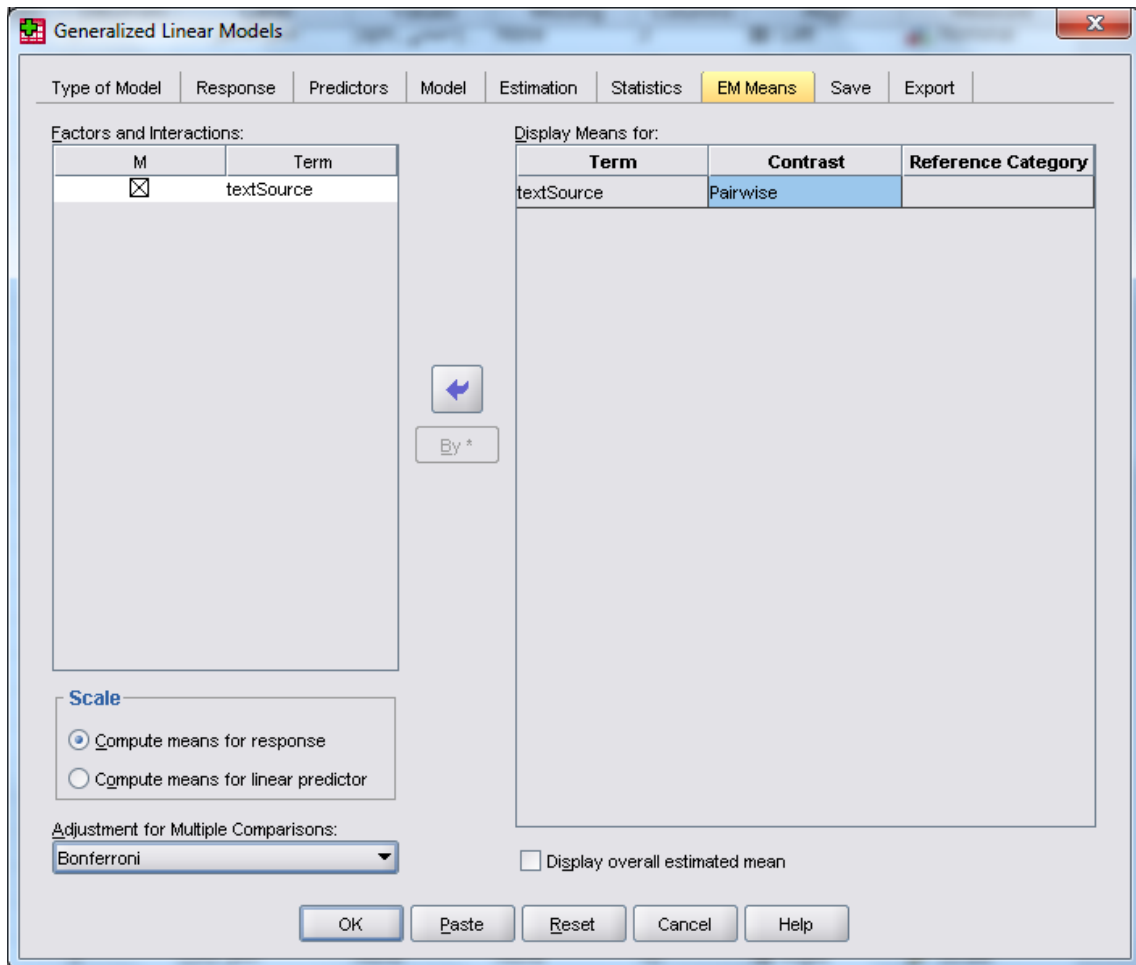 Generalized Linear Models
Type of Model Response Predictors Model Estimation Statistics EM Means Save Export
Factors and Interactions:
M Term
textSource
Display Means for:
Term Contrast Reference Category
textSource Pairwise
By *
Scale
Compute means for response
Compute means for linear predictor
Adjustment for Multiple Comparisons:
Bonferroni
Display overall estimated mean
OK Paste Reset Cancel Help